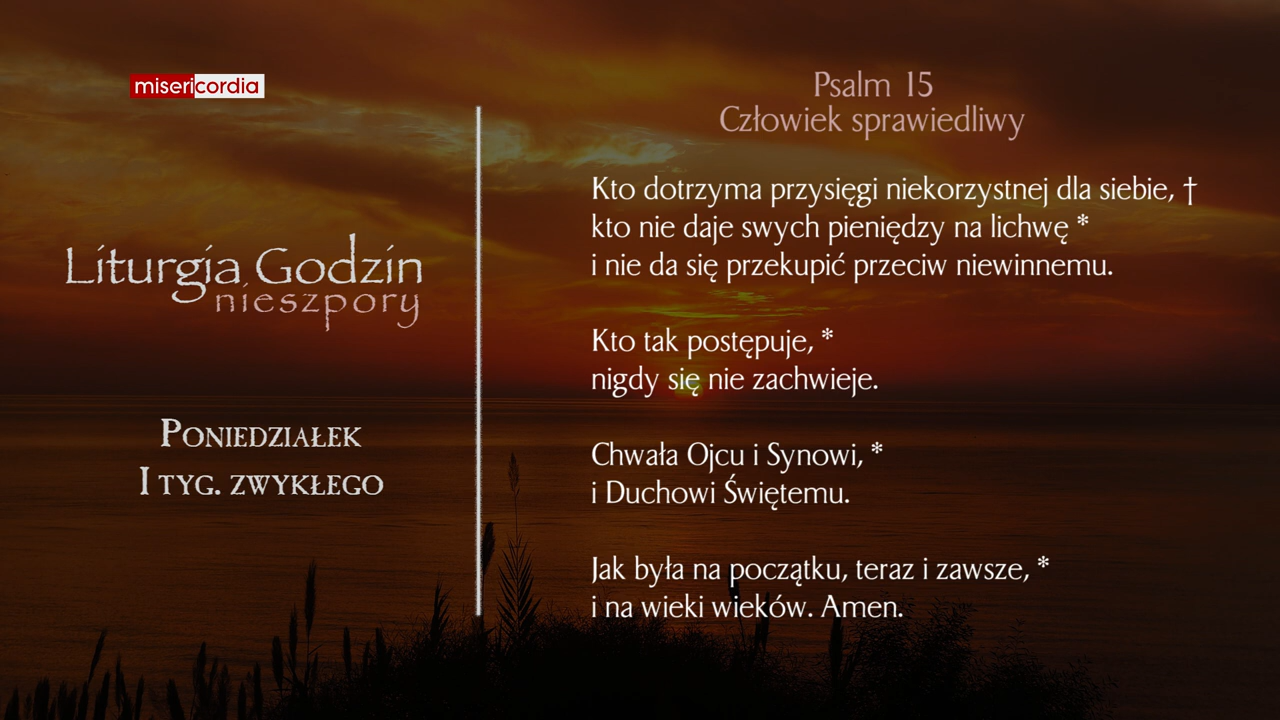 misericordia
Liturgia Godzin
nieszpory
Poniedziałek
I tyg. zwykłego
Psalm 15
Człowiek sprawiedliwy
Kto dotrzyma przysięgi niekorzystnej dla siebie, †
kto nie daje swych pieniędzy na lichwę *
i nie da się przekupić przeciw niewinnemu.
Kto tak postępuje, *
nigdy się nie zachwieje.
Chwała Ojcu i Synowi, *
i Duchowi Świętemu.
Jak była na początku, teraz i zawsze, *
i na wieki wieków. Amen.